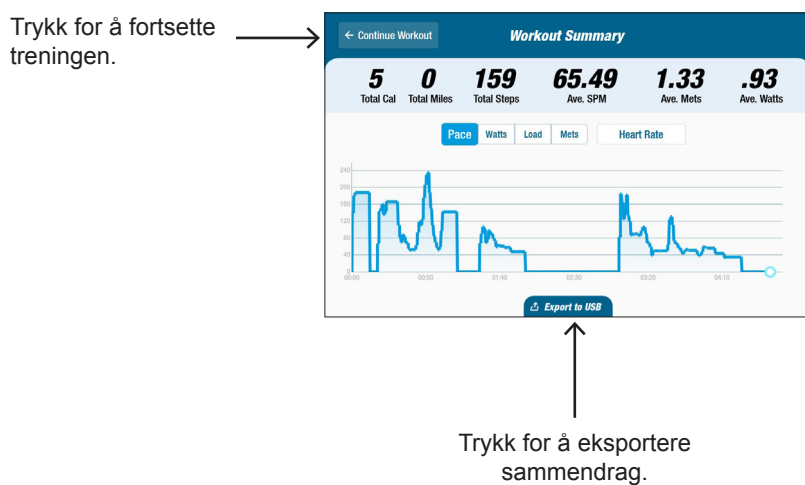 Trykk for å fortsette
treningen.
← Continue Workout
Workout Summary
5 0 159 65.49 1.33 .93
Total Cal Total Miles Total Steps Ave. SPM Ave. Mets Ave. Watts
Pace Watts Load Mets Heart Rate
240
200
160
120
80
40
0
00:00 00:50 01:40 02:30 03:20 04:10
Export to USB
Trykk for å eksportere
sammendrag.